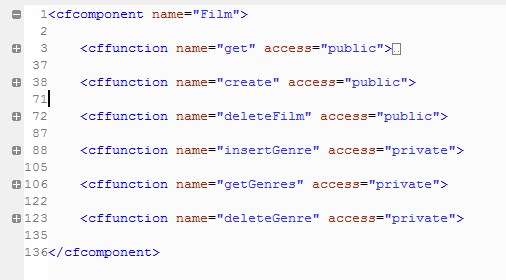 1<cfcomponent name="Film">
2
3    <cffunction name="get" access="public">..
37
38    <cffunction name="create" access="public">
71
72    <cffunction name="deleteFilm" access="public">
87
88    <cffunction name="insertGenre" access="private">
105
106    <cffunction name="getGenres" access="private">
122
123    <cffunction name="deleteGenre" access="private">
135
136</cfcomponent>